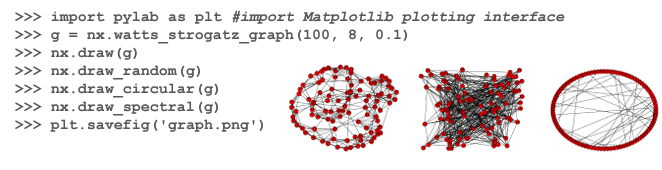 >>> import pylab as plt #import Matplotlib plotting interface
>>> g = nx.watts_strogatz_graph(100, 8, 0.1)
>>> nx.draw(g)
>>> nx.draw_random(g)
>>> nx.draw_circular(g)
>>> nx.draw_spectral(g)
>>> plt.savefig('graph.png')